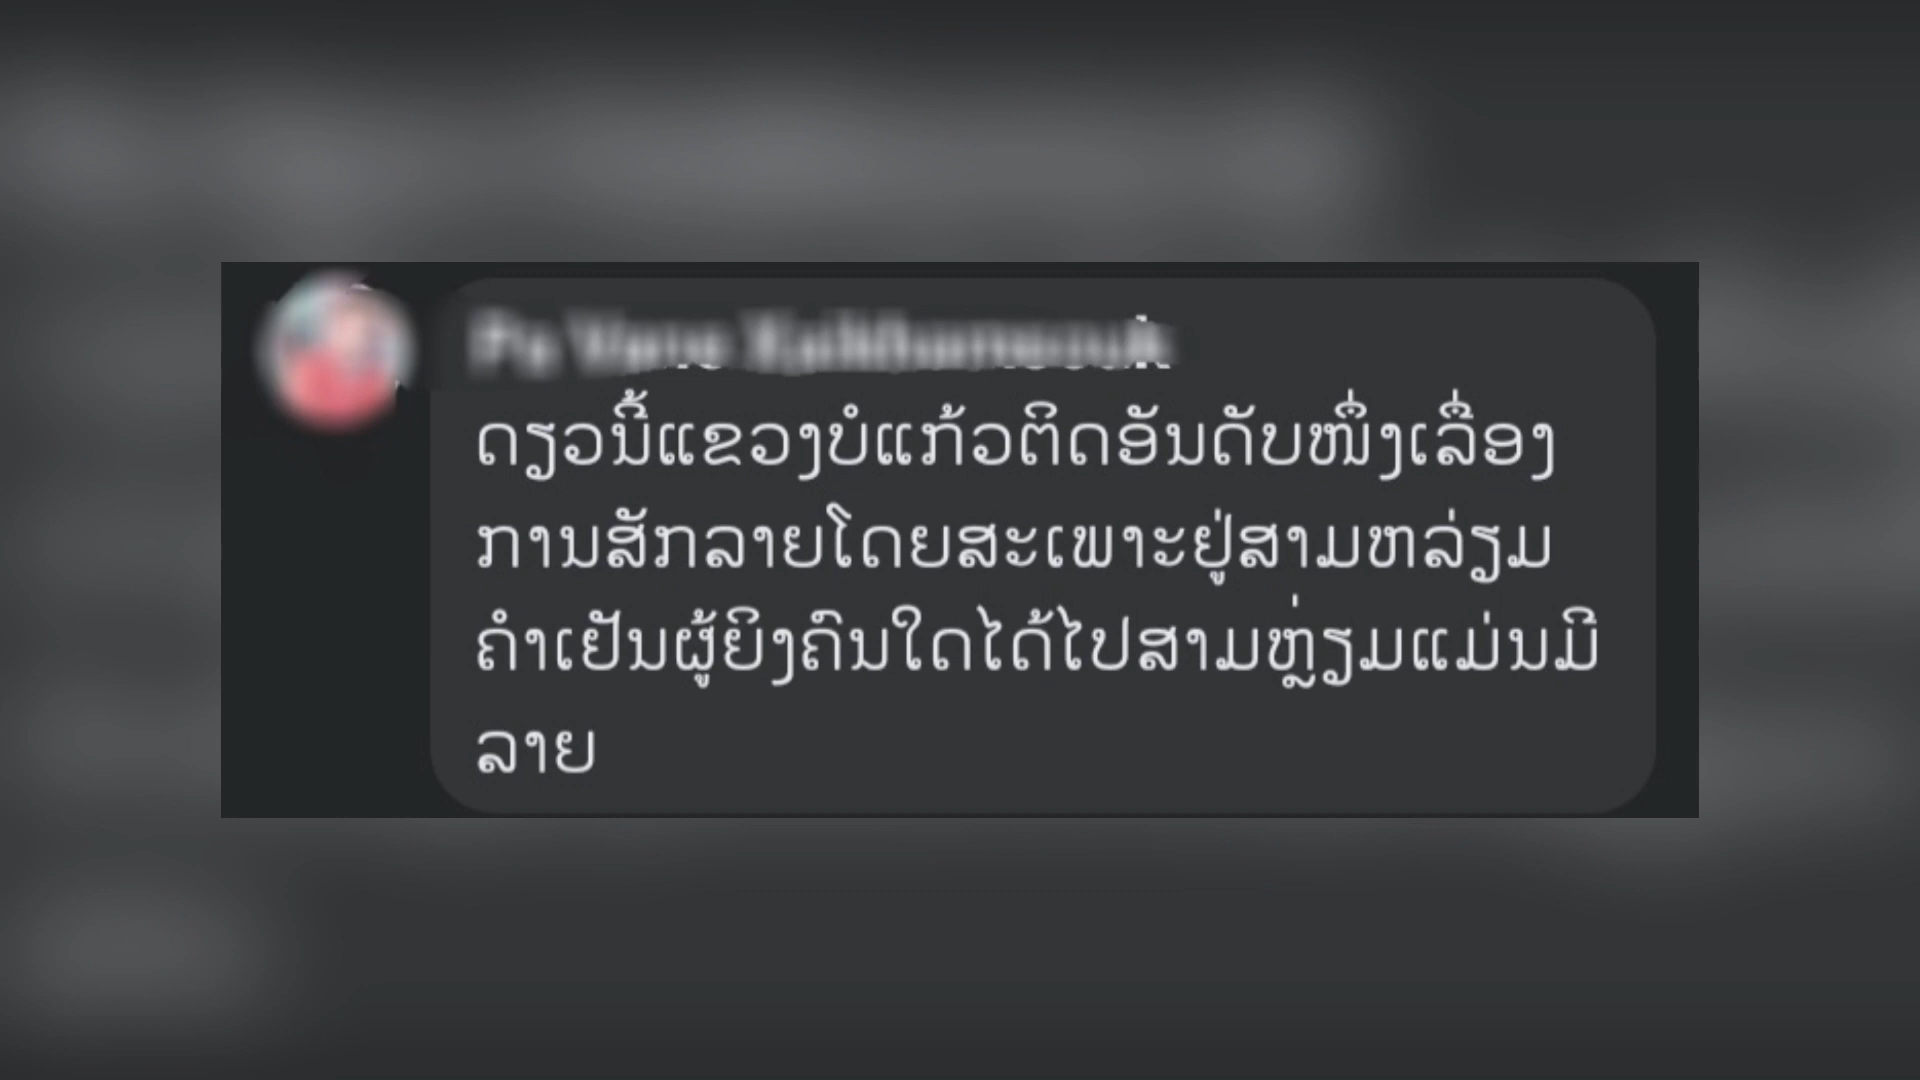 ດຽວນີ້ແຂວງບໍແກ້ວຕິດອັນດັບໜຶ່ງເລື່ອງ
ການສັກລາຍໂດຍສະເພາະຢູ່ສາມຫລ່ຽມ
ຄຳເຢັນຜູ້ຍິງຄົນໃດໄດ້ໄປສາມຫຼ່ຽມແມ່ນມີ
ລາຍ